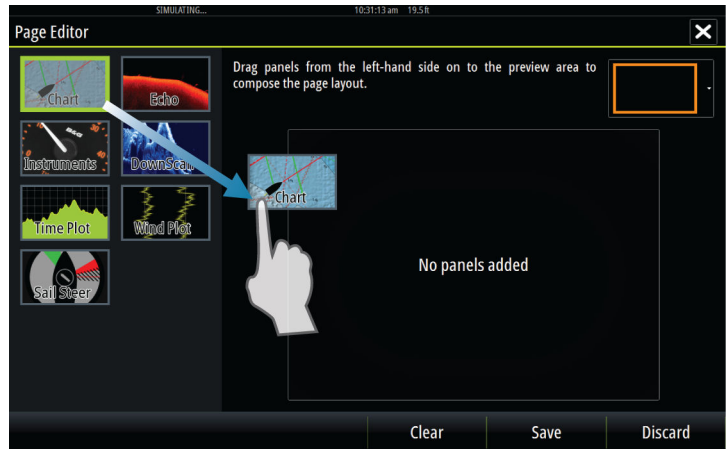 SIMULATING... 10:31:13 am 19.5 ft
Page Editor
Drag panels from the left-hand side on to the preview area to
compose the page layout.
Chart Echo
Instruments DownScan
Time Plot Wind Plot
Sail Steer
Chart
No panels added
Clear Save Discard